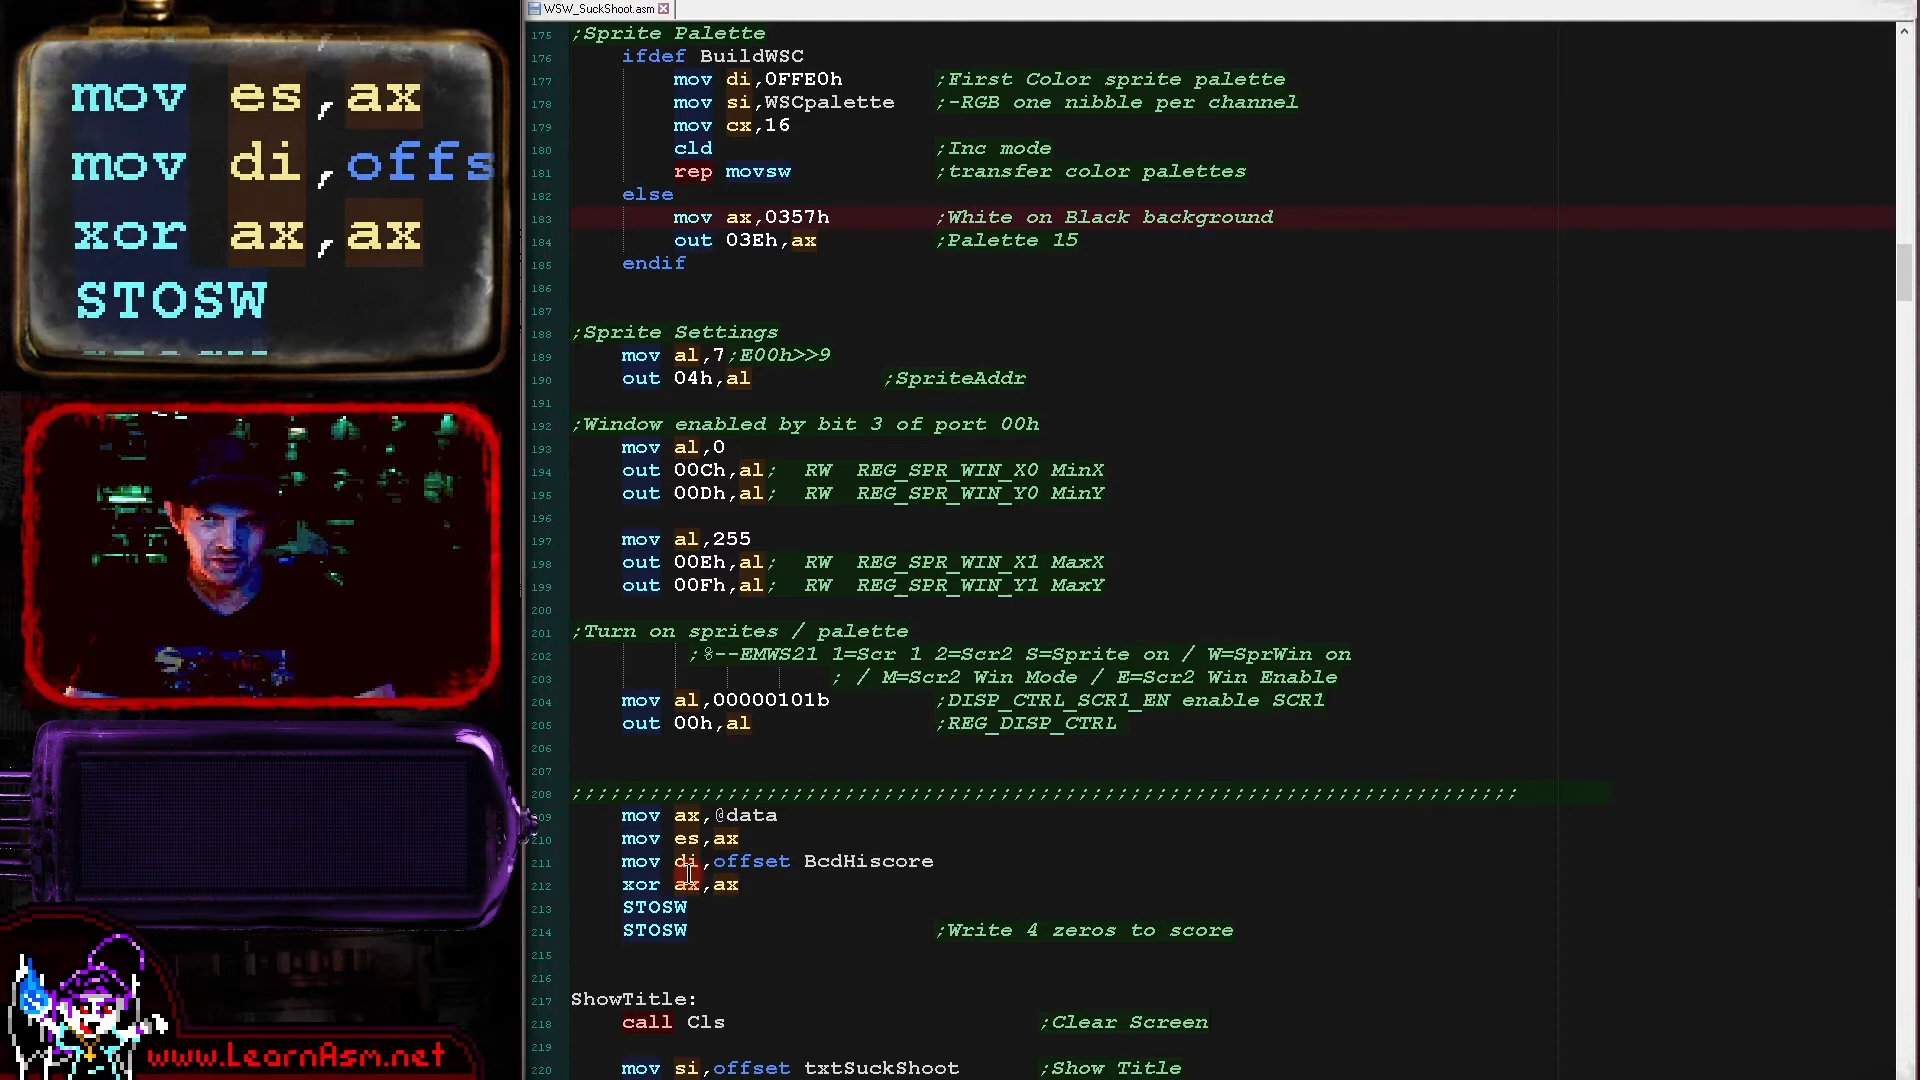 mov es,ax
mov di,offs
xor ax,ax
STOSW
www.LearnAsm.net
WSW_SuckShoot.asm
175 ;Sprite Palette
176 ifdef BuildWSC
177 mov di,0FFE0h ;First Color sprite palette
178 mov si,WSCpalette ;-RGB one nibble per channel
179 mov cx,16
180 cld ;Inc mode
181 rep movsw ;transfer color palettes
182 else
183 mov ax,0357h ;White on Black background
184 out 03Eh,ax ;Palette 15
185 endif
186
187
188 ;Sprite Settings
189 mov al,7;E00h>>9
190 out 04h,al ;SpriteAddr
191
192 ;Window enabled by bit 3 of port 00h
193 mov al,0
194 out 00Ch,al; RW REG_SPR_WIN_X0 MinX
195 out 00Dh,al; RW REG_SPR_WIN_Y0 MinY
196
197 mov al,255
198 out 00Eh,al; RW REG_SPR_WIN_X1 MaxX
199 out 00Fh,al; RW REG_SPR_WIN_Y1 MaxY
200
201 ;Turn on sprites / palette
202 ;%--EMWS21 1=Scr 1 2=Scr2 S=Sprite on / W=SprWin on
203 ; / M=Scr2 Win Mode / E=Scr2 Win Enable
204 mov al,00000101b ;DISP_CTRL_SCR1_EN enable SCR1
205 out 00h,al ;REG_DISP_CTRL
206
207
208 ;;;;;;;;;;;;;;;;;;;;;;;;;;;;;;;;;;;;;;;;;;;;;;;;;;;;;;;;;;;;;;;;;;;;;;;;;
209 mov ax,@data
210 mov es,ax
211 mov di,offset BcdHiscore
212 xor ax,ax
213 STOSW
214 STOSW ;Write 4 zeros to score
215
216
217 ShowTitle:
218 call Cls ;Clear Screen
219
220 mov si,offset txtSuckShoot ;Show Title